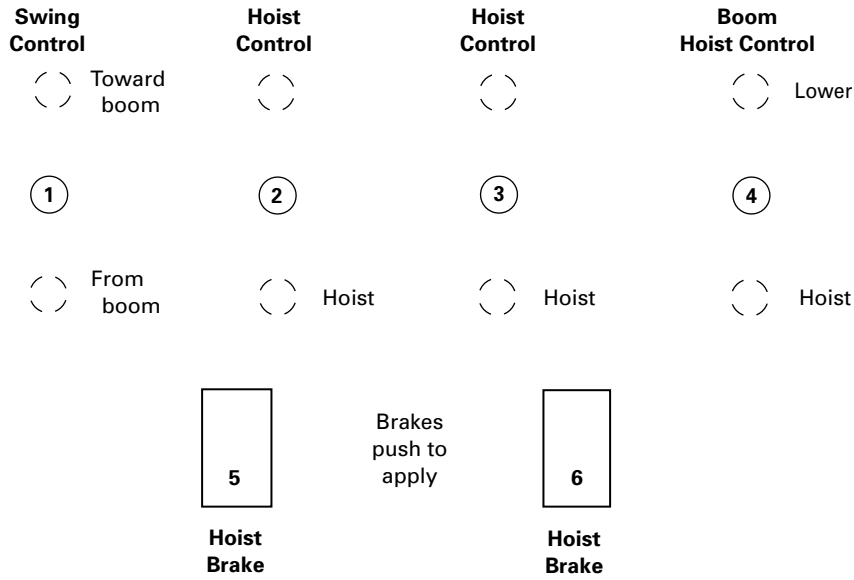 Swing
Control
Hoist
Control
Hoist
Control
Boom
Hoist Control
Toward
boom
Lower
1
2
3
4
From
boom
Hoist
Hoist
Hoist
5
Brakes
push to
apply
6
Hoist
Brake
Hoist
Brake